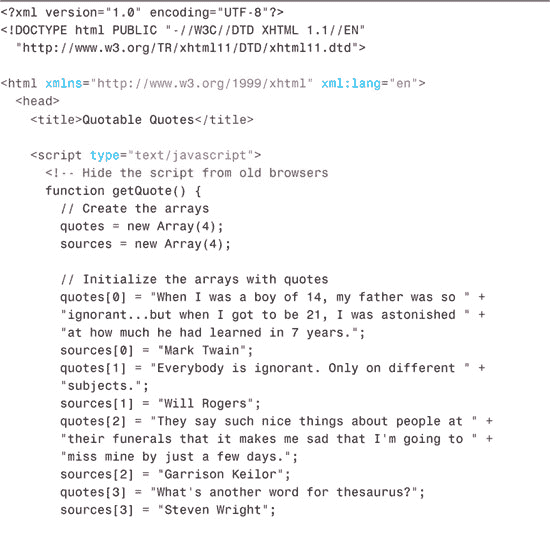 <?xml version="1.0" encoding="UTF-8"?>
<!DOCTYPE html PUBLIC "-//W3C//DTD XHTML 1.1//EN"
"http://www.w3.org/TR/xhtml11/DTD/xhtml11.dtd">
<html xmlns="http://www.w3.org/1999/xhtml" xml:lang="en">
<head>
<title>Quotable Quotes</title>
<script type="text/javascript">
<!-- Hide the script from old browsers
function getQuote() {
// Create the arrays
quotes = new Array(4);
sources = new Array(4);
// Initialize the arrays with quotes
quotes[0] = "When I was a boy of 14, my father was so " +
"ignorant...but when I got to be 21, I was astonished " +
"at how much he had learned in 7 years.";
sources[0] = "Mark Twain";
quotes[1] = "Everybody is ignorant. Only on different " +
"subjects.";
sources[1] = "Will Rogers";
quotes[2] = "They say such nice things about people at " +
"their funerals that it makes me sad that I'm going to " +
"miss mine by just a few days.";
sources[2] = "Garrison Keilor";
quotes[3] = "What's another word for thesaurus?";
sources[3] = "Steven Wright";